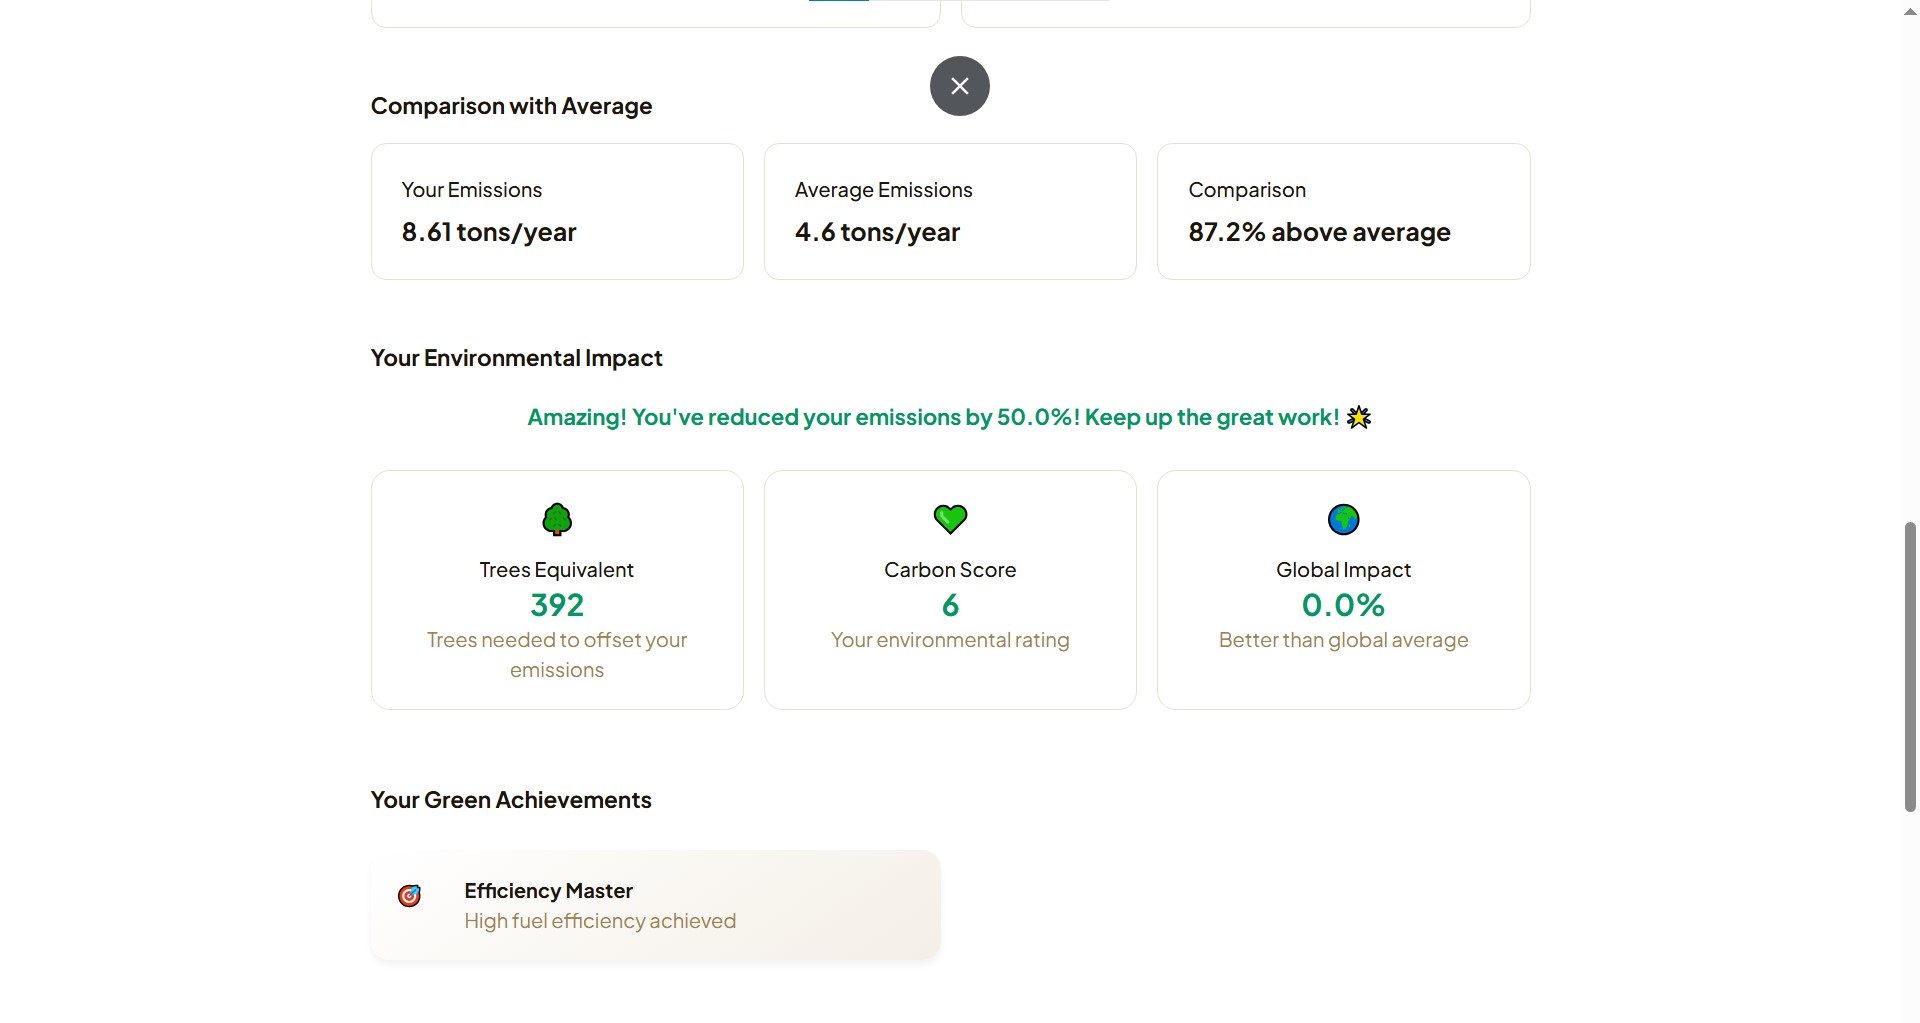 Comparison with Average
Your Emissions
8.61 tons/year
Average Emissions
4.6 tons/year
Comparison
87.2% above average
Your Environmental Impact
Amazing! You've reduced your emissions by 50.0%! Keep up the great work! 🌟
Trees Equivalent
392
Trees needed to offset your
emissions
Carbon Score
6
Your environmental rating
Global Impact
0.0%
Better than global average
Your Green Achievements
Efficiency Master
High fuel efficiency achieved